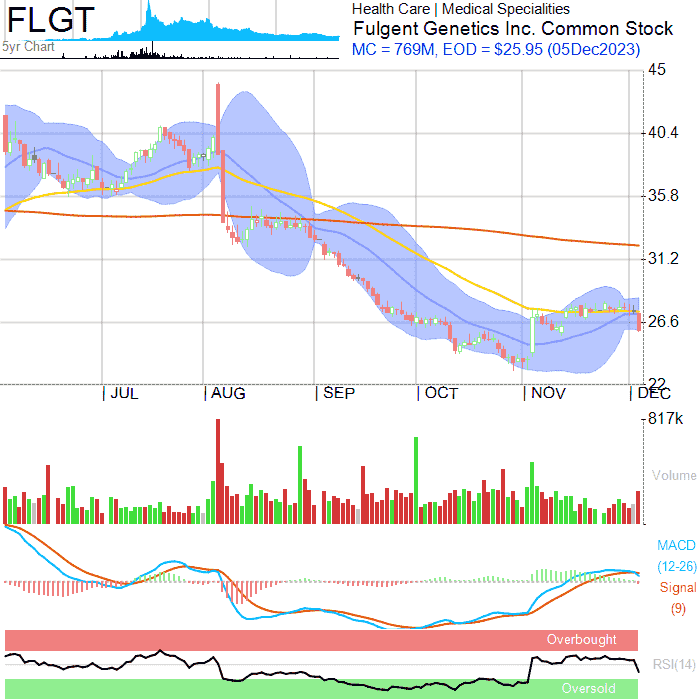 FLGT
5yr Chart
Health Care | Medical Specialities
Fulgent Genetics Inc. Common Stock
MC = 769M, EOD = $25.95 (05Dec2023)
45
40.4
35.8
31.2
26.6
22
JUL AUG SEP OCT NOV DEC
817k
Volume
MACD
(12-26)
Signal
(9)
Overbought
RSI(14)
Oversold